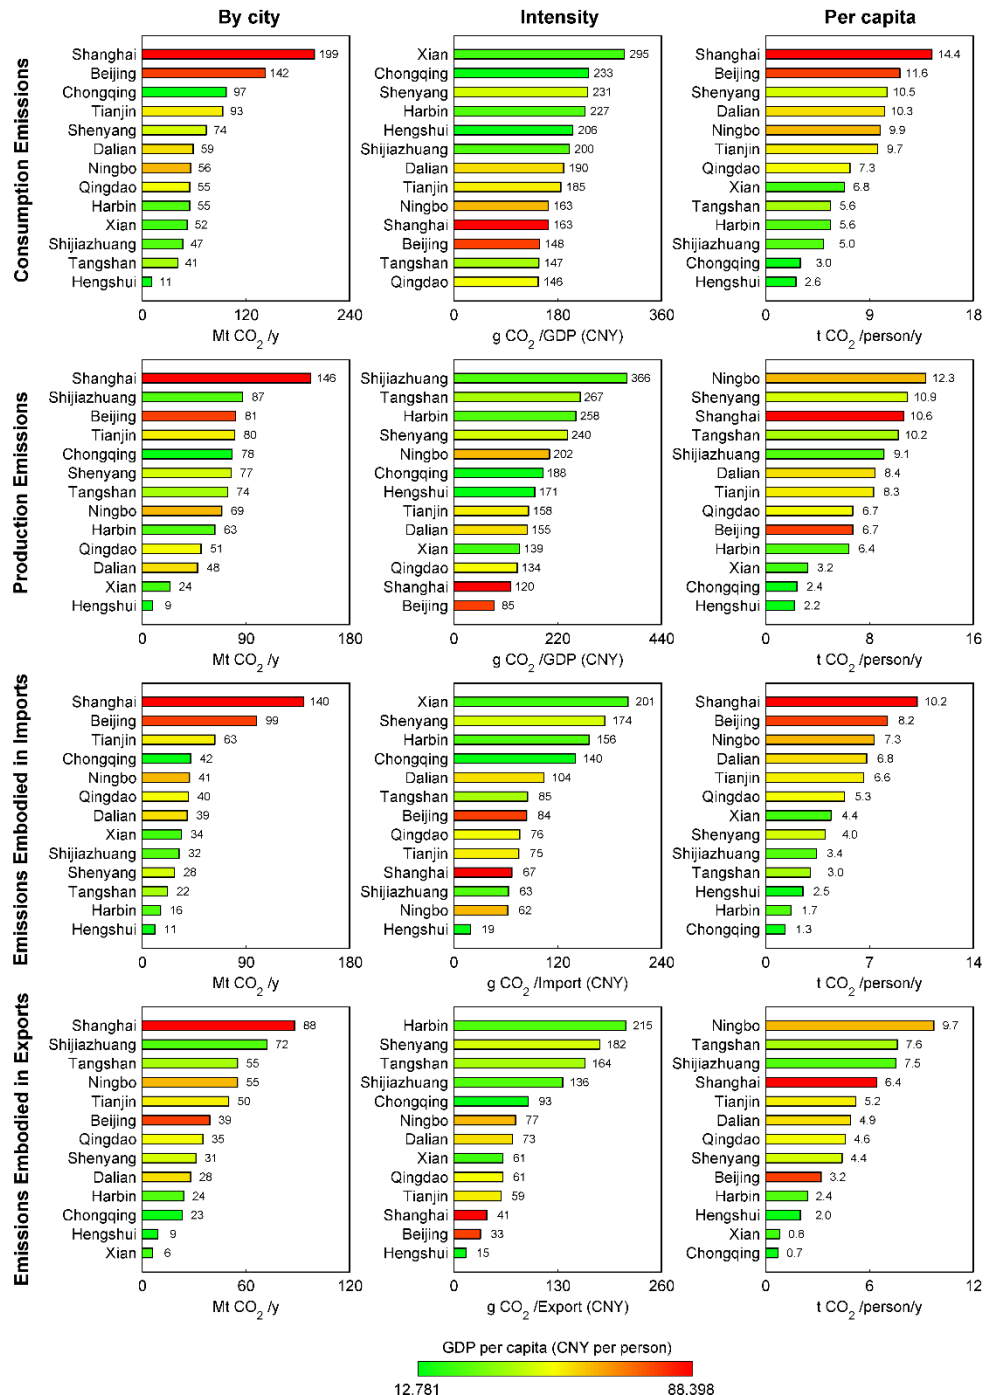 By city
Intensity
Per capita
Consumption Emissions
Shanghai 199
Beijing 142
Chongqing 97
Tianjin 93
Shenyang 74
Dalian 59
Ningbo 56
Qingdao 55
Harbin 55
Xian 52
Shijiazhuang 47
Tangshan 41
Hengshui 11
0 120 240
Mt CO2 /y
Xian 295
Chongqing 233
Shenyang 231
Harbin 227
Hengshui 206
Shijiazhuang 200
Dalian 190
Tianjin 185
Ningbo 163
Shanghai 163
Beijing 148
Tangshan 147
Qingdao 146
0 180 360
g CO2 /GDP (CNY)
Shanghai 14.4
Beijing 11.6
Shenyang 10.5
Dalian 10.3
Ningbo 9.9
Tianjin 9.7
Qingdao 7.3
Xian 6.8
Tangshan 5.6
Harbin 5.6
Shijiazhuang 5.0
Chongqing 3.0
Hengshui 2.6
0 9 18
t CO2 /person/y
Production Emissions
Shanghai 146
Shijiazhuang 87
Beijing 81
Tianjin 80
Chongqing 78
Shenyang 77
Tangshan 74
Ningbo 69
Harbin 63
Qingdao 51
Dalian 48
Xian 24
Hengshui 9
0 90 180
Mt CO2 /y
Shijiazhuang 366
Tangshan 267
Harbin 258
Shenyang 240
Ningbo 202
Chongqing 188
Hengshui 171
Tianjin 158
Dalian 155
Xian 139
Qingdao 134
Shanghai 120
Beijing 85
0 220 440
g CO2 /GDP (CNY)
Ningbo 12.3
Shenyang 10.9
Shanghai 10.6
Tangshan 10.2
Shijiazhuang 9.1
Dalian 8.4
Tianjin 8.3
Qingdao 6.7
Beijing 6.7
Harbin 6.4
Xian 3.2
Chongqing 2.4
Hengshui 2.2
0 8 16
t CO2 /person/y
Emissions Embodied in Imports
Shanghai 140
Beijing 99
Tianjin 63
Chongqing 42
Ningbo 41
Qingdao 40
Dalian 39
Xian 34
Shijiazhuang 32
Shenyang 28
Tangshan 22
Harbin 16
Hengshui 11
0 90 180
Mt CO2 /y
Xian 201
Shenyang 174
Harbin 156
Chongqing 140
Dalian 104
Tangshan 85
Beijing 84
Qingdao 76
Tianjin 75
Shanghai 67
Shijiazhuang 63
Ningbo 62
Hengshui 19
0 120 240
g CO2 /Import (CNY)
Shanghai 10.2
Beijing 8.2
Ningbo 7.3
Dalian 6.8
Tianjin 6.6
Qingdao 5.3
Xian 4.4
Shenyang 4.0
Shijiazhuang 3.4
Tangshan 3.0
Hengshui 2.5
Harbin 1.7
Chongqing 1.3
0 7 14
t CO2 /person/y
Emissions Embodied in Exports
Shanghai 88
Shijiazhuang 72
Tangshan 55
Ningbo 55
Tianjin 50
Beijing 39
Qingdao 35
Shenyang 31
Dalian 28
Harbin 24
Chongqing 23
Hengshui 9
Xian 6
0 60 120
Mt CO2 /y
Harbin 215
Shenyang 182
Tangshan 164
Shijiazhuang 136
Chongqing 93
Ningbo 77
Dalian 73
Xian 61
Qingdao 61
Tianjin 59
Shanghai 41
Beijing 33
Hengshui 15
0 130 260
g CO2 /Export (CNY)
Ningbo 9.7
Tangshan 7.6
Shijiazhuang 7.5
Shanghai 6.4
Tianjin 5.2
Dalian 4.9
Qingdao 4.6
Shenyang 4.4
Beijing 3.2
Harbin 2.4
Hengshui 2.0
Xian 0.8
Chongqing 0.7
0 6 12
t CO2 /person/y
GDP per capita (CNY per person)
12.781 88.398